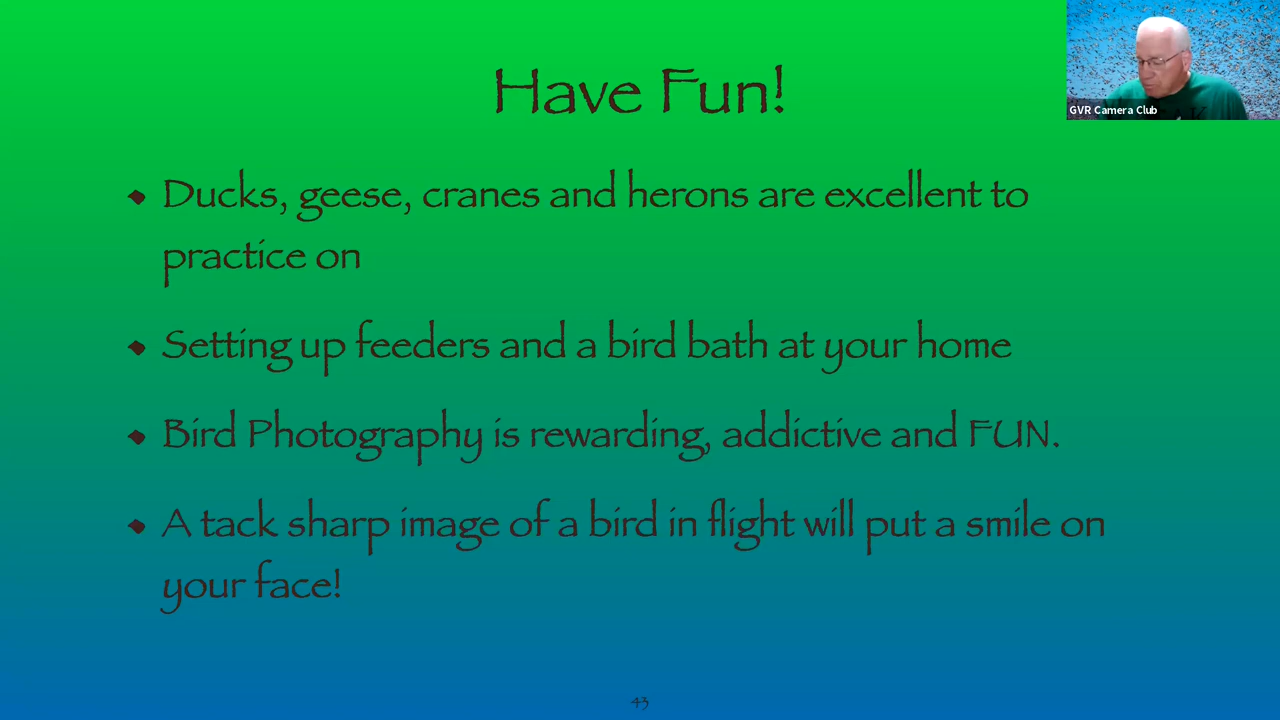 Have Fun!
GVR Camera Club
• Ducks, geese, cranes and herons are excellent to
practice on
• Setting up feeders and a bird bath at your home
• Bird Photography is rewarding, addictive and FUN.
• A tack sharp image of a bird in flight will put a smile on
your face!
43